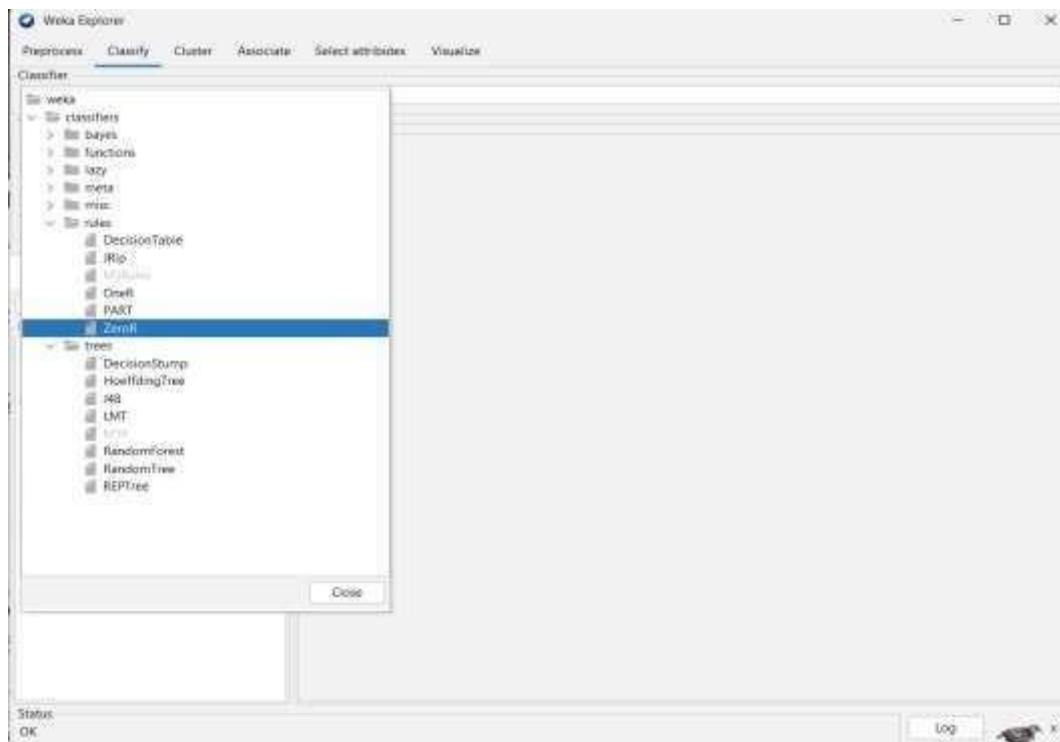 Weka Explorer
Preprocess Classify Cluster Associate Select attributes Visualize
Classifier
weka
classifiers
bayes
functions
lazy
meta
misc
rules
DecisionTable
JRip
M5Rules
OneR
PART
ZeroR
trees
DecisionStump
HoeffdingTree
J48
LMT
RandomForest
RandomTree
REPTree
Close
Status
OK
Log
x